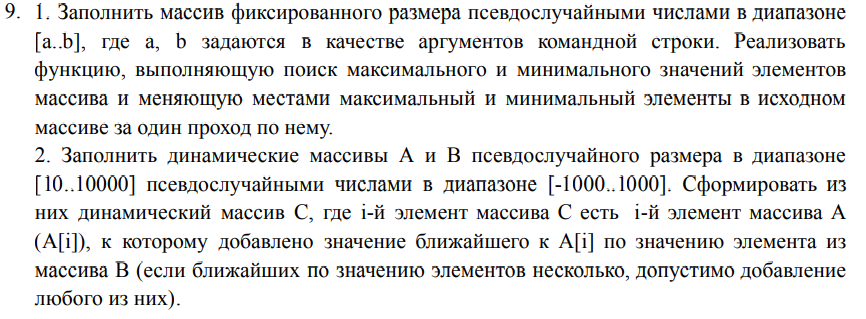 9. 1. Заполнить массив фиксированного размера псевдослучайными числами в диапазоне
[a..b], где a, b задаются в качестве аргументов командной строки. Реализовать
функцию, выполняющую поиск максимального и минимального значений элементов
массива и меняющую местами максимальный и минимальный элементы в исходном
массиве за один проход по нему.
2. Заполнить динамические массивы А и В псевдослучайного размера в диапазоне
[10..10000] псевдослучайными числами в диапазоне [-1000..1000]. Сформировать из
них динамический массив С, где i-й элемент массива С есть i-й элемент массива А
(A[i]), к которому добавлено значение ближайшего к A[i] по значению элемента из
массива В (если ближайших по значению элементов несколько, допустимо добавление
любого из них).